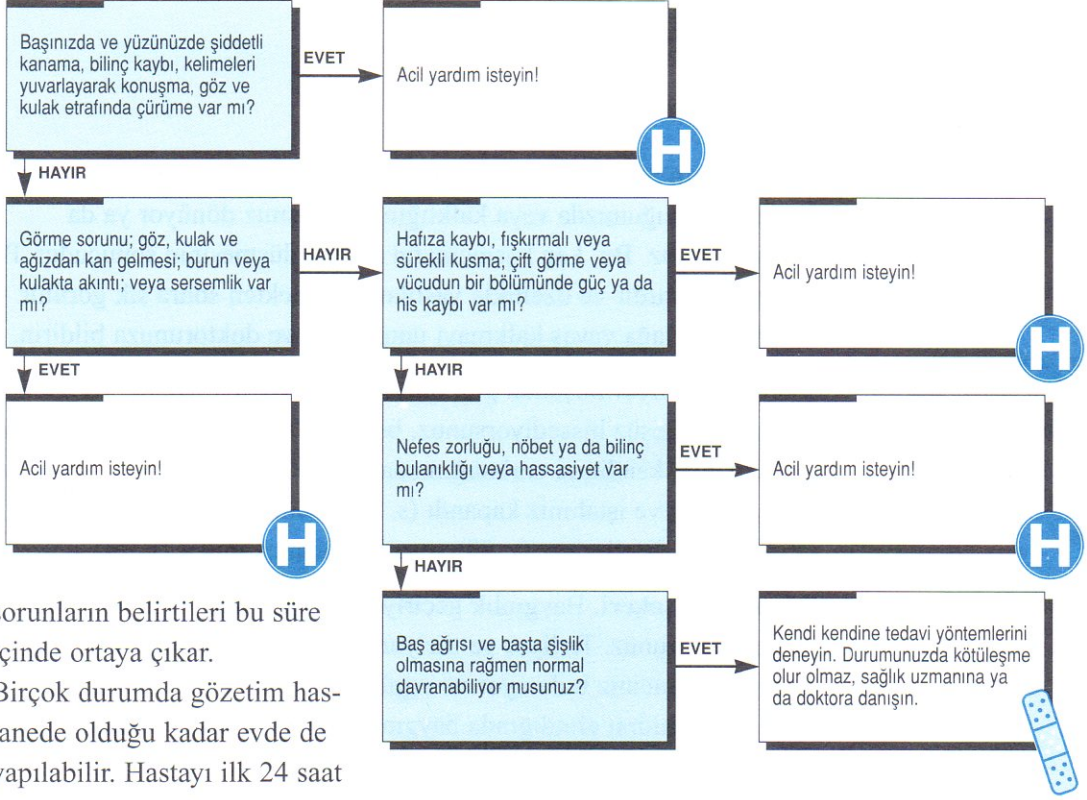 Başınızda ve yüzünüzde şiddetli
kanama, bilinç kaybı, kelimeleri
yuvarlayarak konuşma, göz ve
kulak etrafında çürüme var mı?
EVET
Acil yardım isteyin!
H
HAYIR
Görme sorunu; göz, kulak ve
ağızdan kan gelmesi; burun veya
kulakta akıntı; veya sersemlik var
mı?
HAYIR
Hafıza kaybı, fışkırmalı veya
sürekli kusma; çift görme veya
vücudun bir bölümünde güç ya da
his kaybı var mı?
EVET
Acil yardım isteyin!
H
EVET
Acil yardım isteyin!
H
HAYIR
Nefes zorluğu, nöbet ya da bilinç
bulanıklığı veya hassasiyet var
mı?
EVET
Acil yardım isteyin!
H
HAYIR
Baş ağrısı ve başta şişlik
olmasına rağmen normal
davranabiliyor musunuz?
EVET
Kendi kendine tedavi yöntemlerini
deneyin. Durumunuzda kötüleşme
olur olmaz, sağlık uzmanına ya
da doktora danışın.
sorunların belirtileri bu süre
içinde ortaya çıkar.
Birçok durumda gözetim has-
tanede olduğu kadar evde de
yapılabilir. Hastayı ilk 24 saat